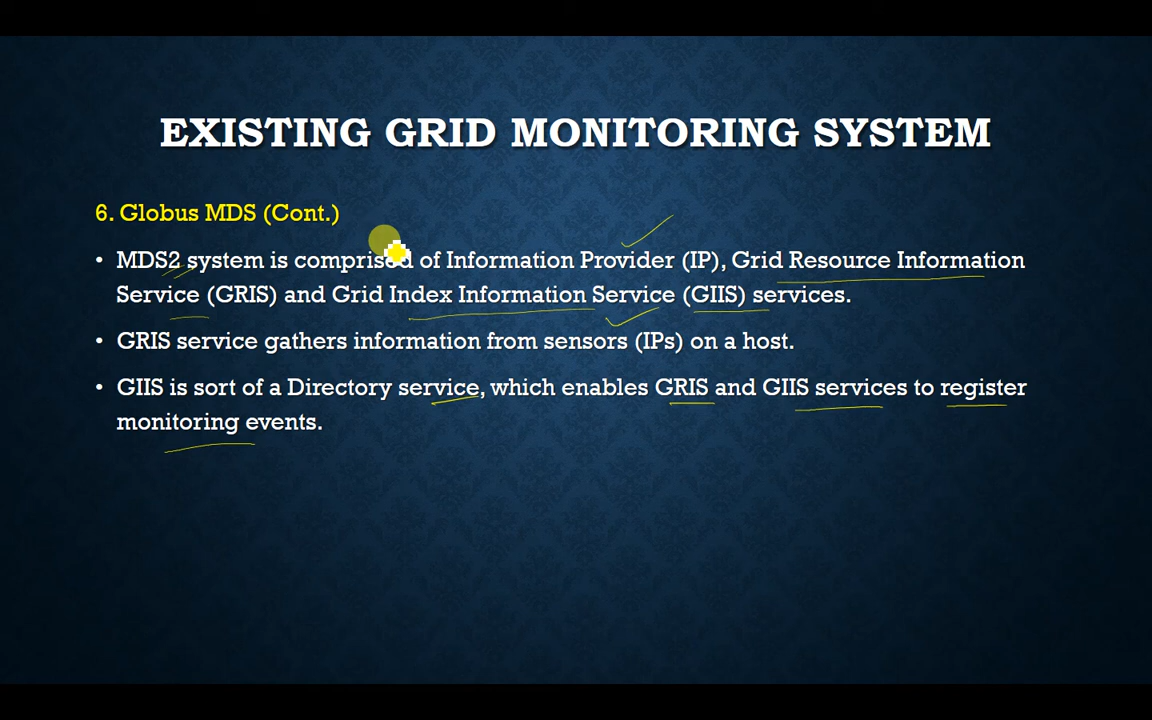 EXISTING GRID MONITORING SYSTEM
6. Globus MDS (Cont.)
• MDS2 system is comprised of Information Provider (IP), Grid Resource Information
Service (GRIS) and Grid Index Information Service (GIIS) services.
• GRIS service gathers information from sensors (IPs) on a host.
• GIIS is sort of a Directory service, which enables GRIS and GIIS services to register
monitoring events.